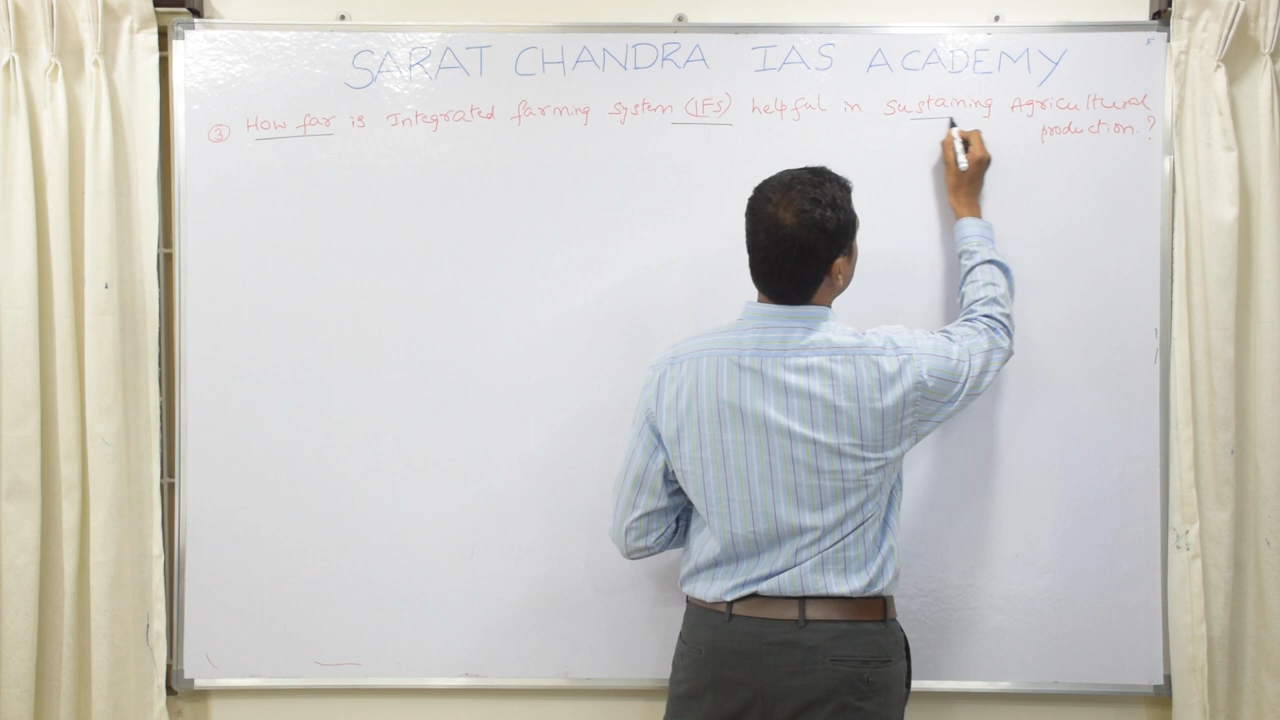 SARAT CHANDRA IAS ACADEMY
③ How far is Integrated farming system (IFS) helpful in sustaining Agricultural
production.?